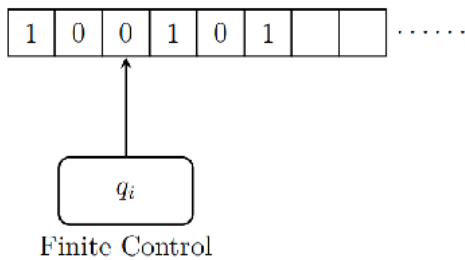 1 0 0 1 0 1 ......
q_i
Finite Control